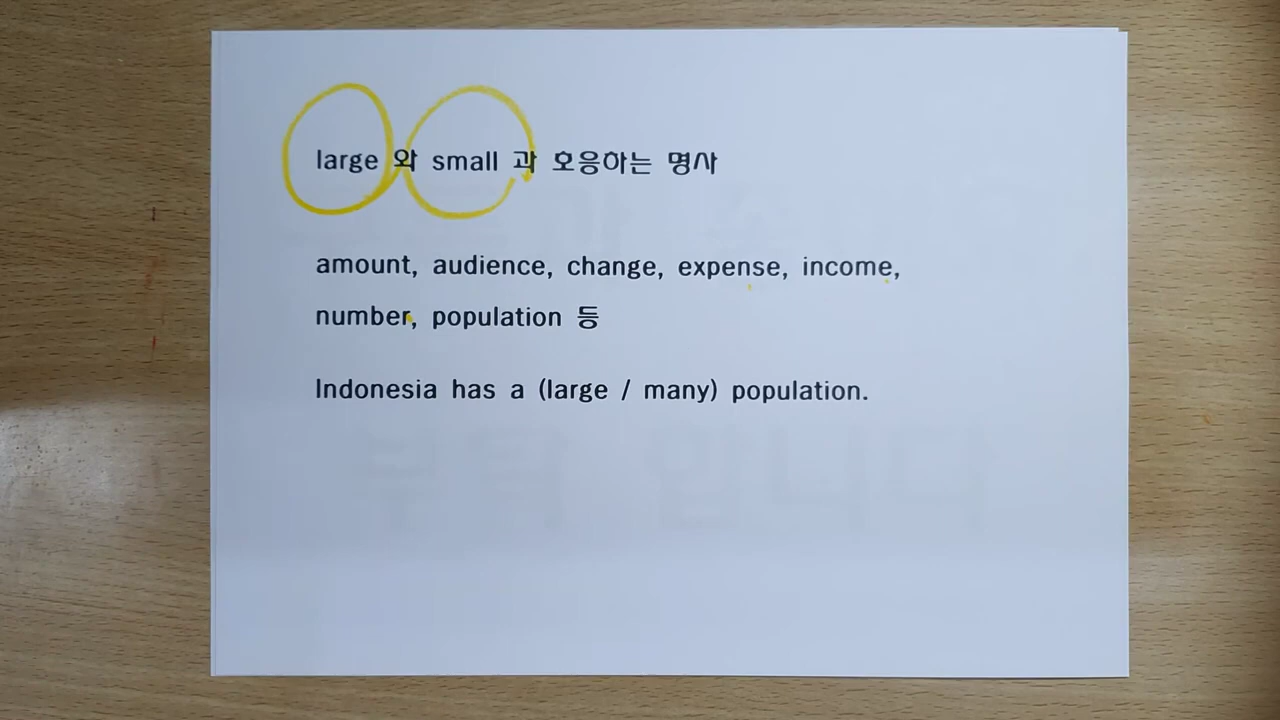 large 와 small 과 호응하는 명사
amount, audience, change, expense, income,
number, population 등
Indonesia has a (large / many) population.